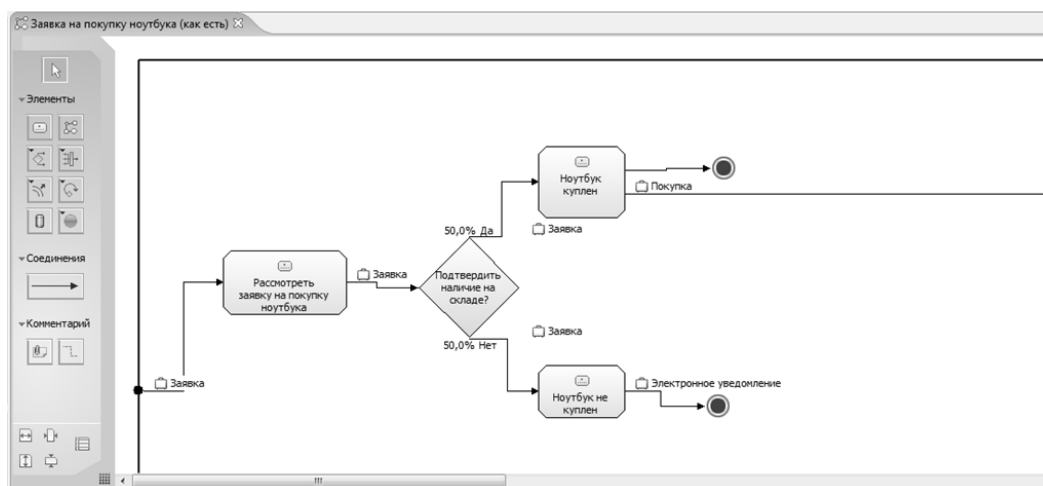 Заявка на покупку ноутбука (как есть)
Элементы
Соединения
Комментарий
Заявка
Рассмотреть
заявку на покупку
ноутбука
Заявка
50,0% Да
Подтвердить
наличие на
складе?
50,0% Нет
Заявка
Заявка
Ноутбук
куплен
Покупка
Ноутбук не
куплен
Электронное уведомление